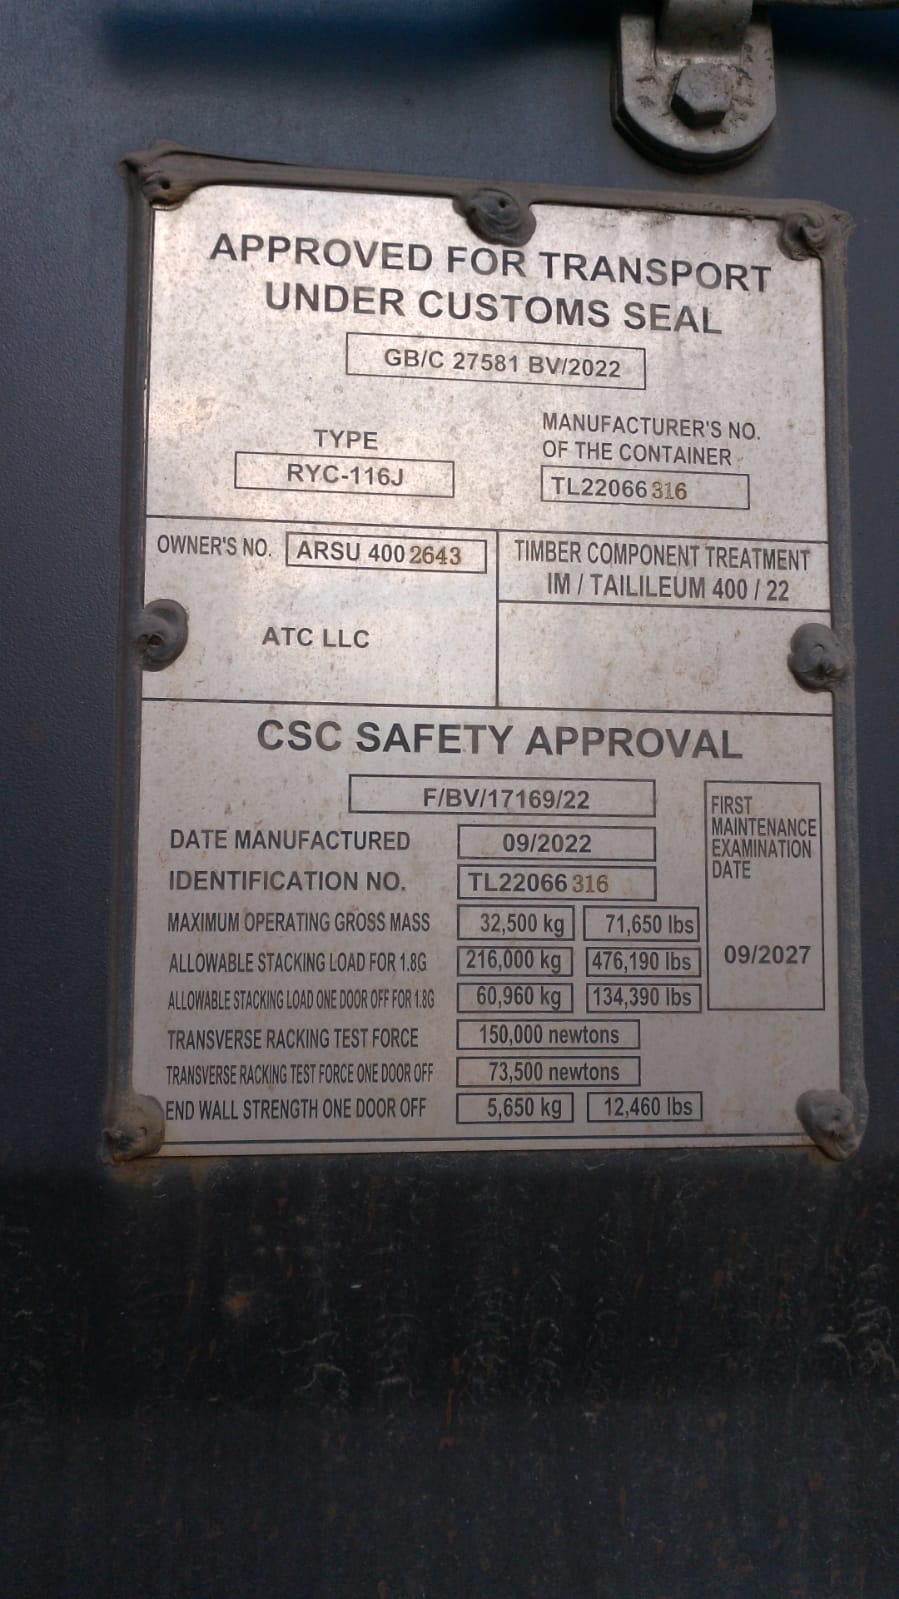 APPROVED FOR TRANSPORT
UNDER CUSTOMS SEAL
GB/C 27581 BV/2022
TYPE
RYC-116J
MANUFACTURER'S NO.
OF THE CONTAINER
TL22066 316
OWNER'S NO. ARSU 400 2643
ATC LLC
TIMBER COMPONENT TREATMENT
IM / TAILILEUM 400 / 22
CSC SAFETY APPROVAL
F/BV/17169/22
DATE MANUFACTURED 09/2022
IDENTIFICATION NO. TL22066 316
MAXIMUM OPERATING GROSS MASS 32,500 kg 71,650 lbs
ALLOWABLE STACKING LOAD FOR 1.8G 216,000 kg 476,190 lbs
ALLOWABLE STACKING LOAD ONE DOOR OFF FOR 1.8G 60,960 kg 134,390 lbs
TRANSVERSE RACKING TEST FORCE 150,000 newtons
TRANSVERSE RACKING TEST FORCE ONE DOOR OFF 73,500 newtons
END WALL STRENGTH ONE DOOR OFF 5,650 kg 12,460 lbs
FIRST
MAINTENANCE
EXAMINATION
DATE
09/2027